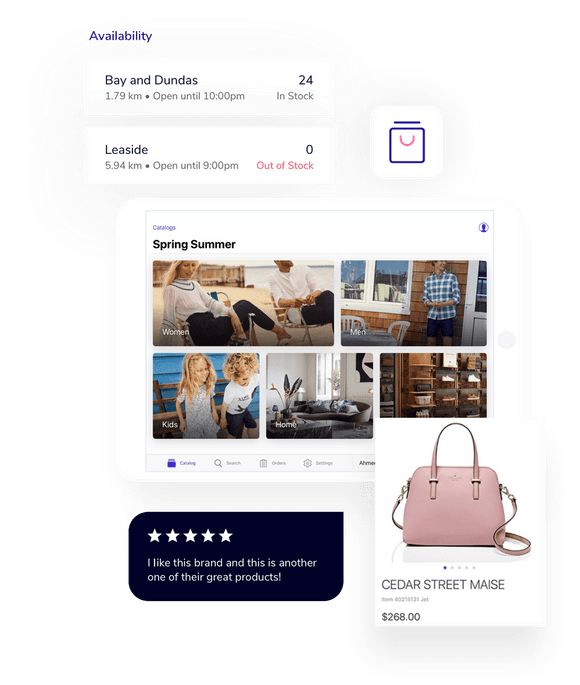 Availability
Bay and Dundas 24
1.79 km • Open until 10:00pm In Stock
Leaside 0
5.94 km • Open until 9:00pm Out of Stock
Catalogs
Spring Summer
Women Men
Kids Home
Catalog Search Orders Settings
CEDAR STREET MAISE
Item 40215131 Jet
$268.00
I like this brand and this is another
one of their great products!